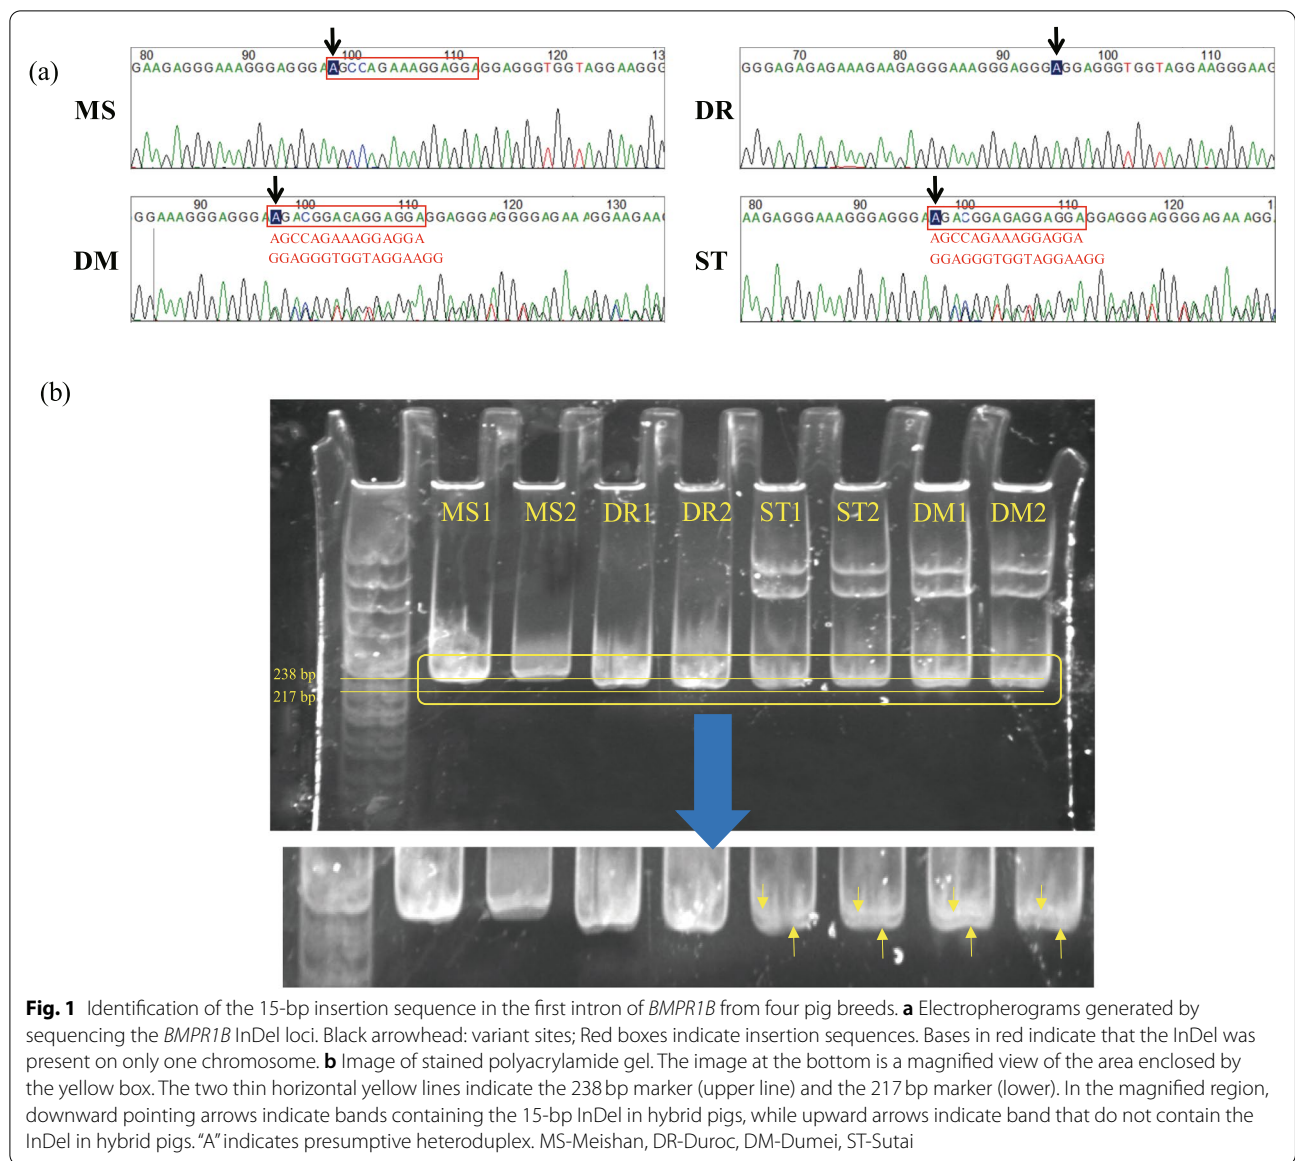 (a)
MS
80 90 100 110 120 13
GAAGAGGGAAAGGGAGGGAAGCCAGAAAGGAGGAGGAGGGTGGTAGGAAGGG
DR
70 80 90 100 110
GGGAGAGAGAAAGAAGAGGGAAAGGGAGGGAGGAGGGTGGTAGGAAGGGAAG
DM
90 100 110 120 130
GGAAAGGGAGGGAAGACGGAGAGGAGGAGGAGGGAGGGGAGAAAGGAAGAAG
AGCCAGAAAGGAGGA
GGAGGGTGGTAGGAAGG
ST
80 90 100 110 120 1
AAGAGGGAAAGGGAGGGAAGACGGAGAGGAGGAGGAGGGAGGGGAGAAAGG
AGCCAGAAAGGAGGA
GGAGGGTGGTAGGAAGG
(b)
MS1 MS2 DR1 DR2 ST1 ST2 DM1 DM2
238 bp
217 bp
Fig. 1 Identification of the 15-bp insertion sequence in the first intron of BMPR1B from four pig breeds. a Electropherograms generated by
sequencing the BMPR1B InDel loci. Black arrowhead: variant sites; Red boxes indicate insertion sequences. Bases in red indicate that the InDel was
present on only one chromosome. b Image of stained polyacrylamide gel. The image at the bottom is a magnified view of the area enclosed by
the yellow box. The two thin horizontal yellow lines indicate the 238 bp marker (upper line) and the 217 bp marker (lower). In the magnified region,
downward pointing arrows indicate bands containing the 15-bp InDel in hybrid pigs, while upward arrows indicate band that do not contain the
InDel in hybrid pigs. "A" indicates presumptive heteroduplex. MS-Meishan, DR-Duroc, DM-Dumei, ST-Sutai